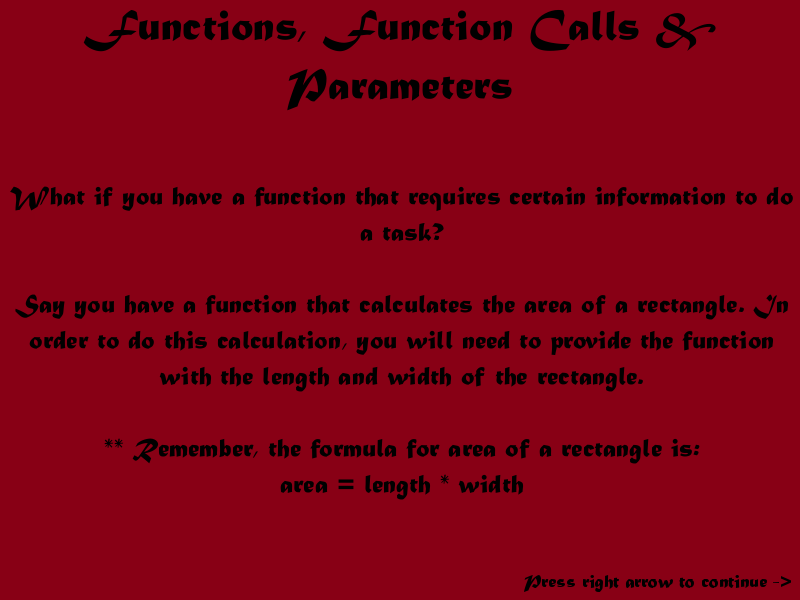 Functions, Function Calls &
Parameters
What if you have a function that requires certain information to do
a task?
Say you have a function that calculates the area of a rectangle. In
order to do this calculation, you will need to provide the function
with the length and width of the rectangle.
** Remember, the formula for area of a rectangle is:
area = length * width
Press right arrow to continue ->